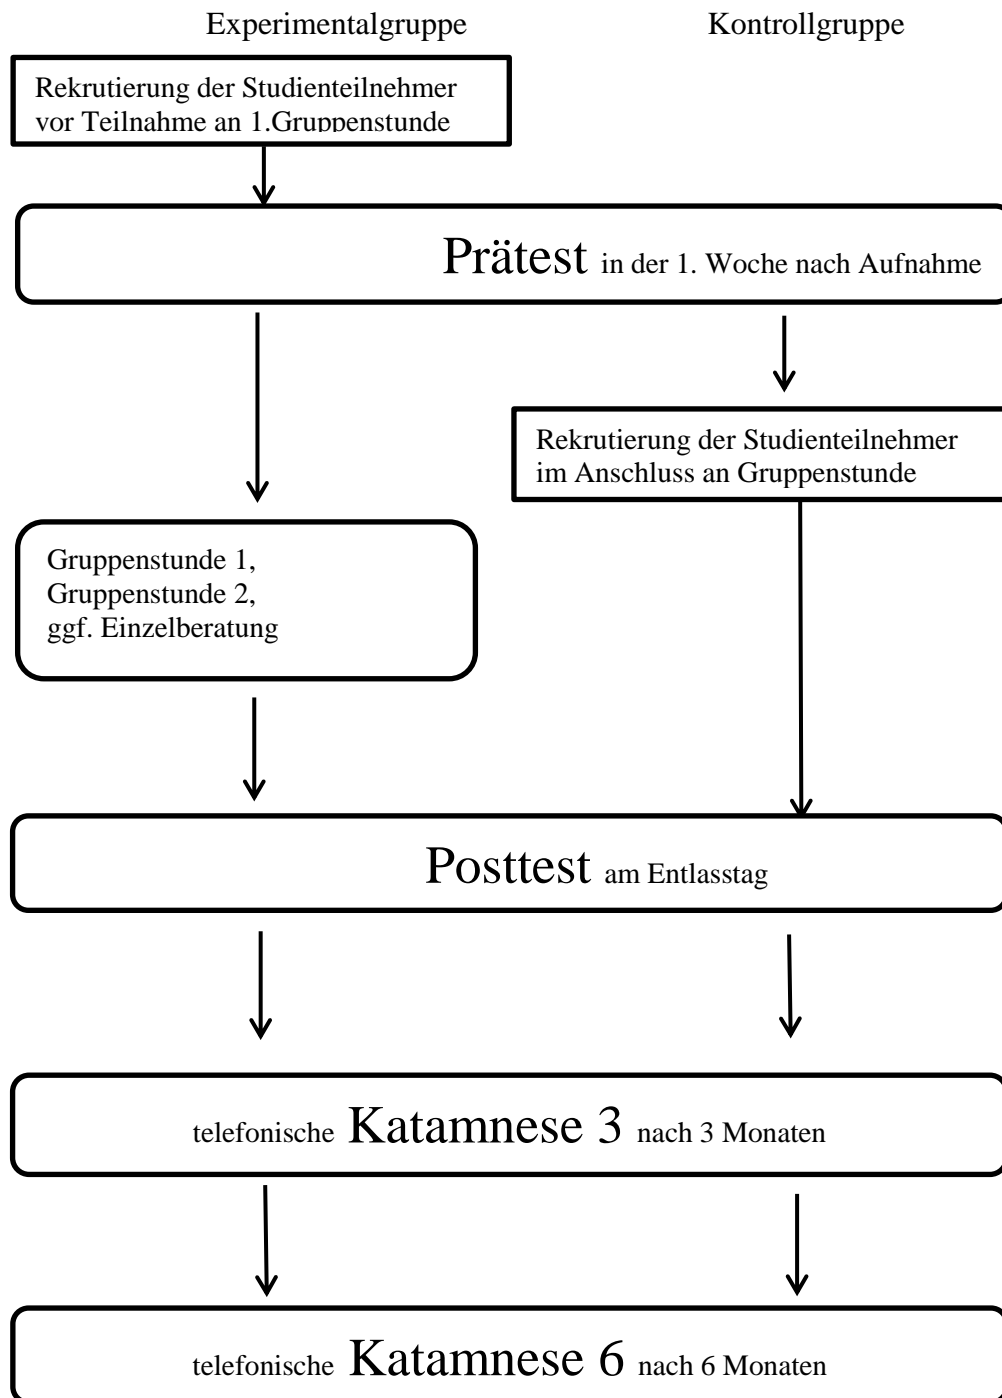 Experimentalgruppe
Kontrollgruppe
Rekrutierung der Studienteilnehmer
vor Teilnahme an 1.Gruppenstunde
Prätest in der 1. Woche nach Aufnahme
Rekrutierung der Studienteilnehmer
im Anschluss an Gruppenstunde
Gruppenstunde 1,
Gruppenstunde 2,
ggf. Einzelberatung
Posttest am Entlasstag
telefonische Katamnese 3 nach 3 Monaten
telefonische Katamnese 6 nach 6 Monaten